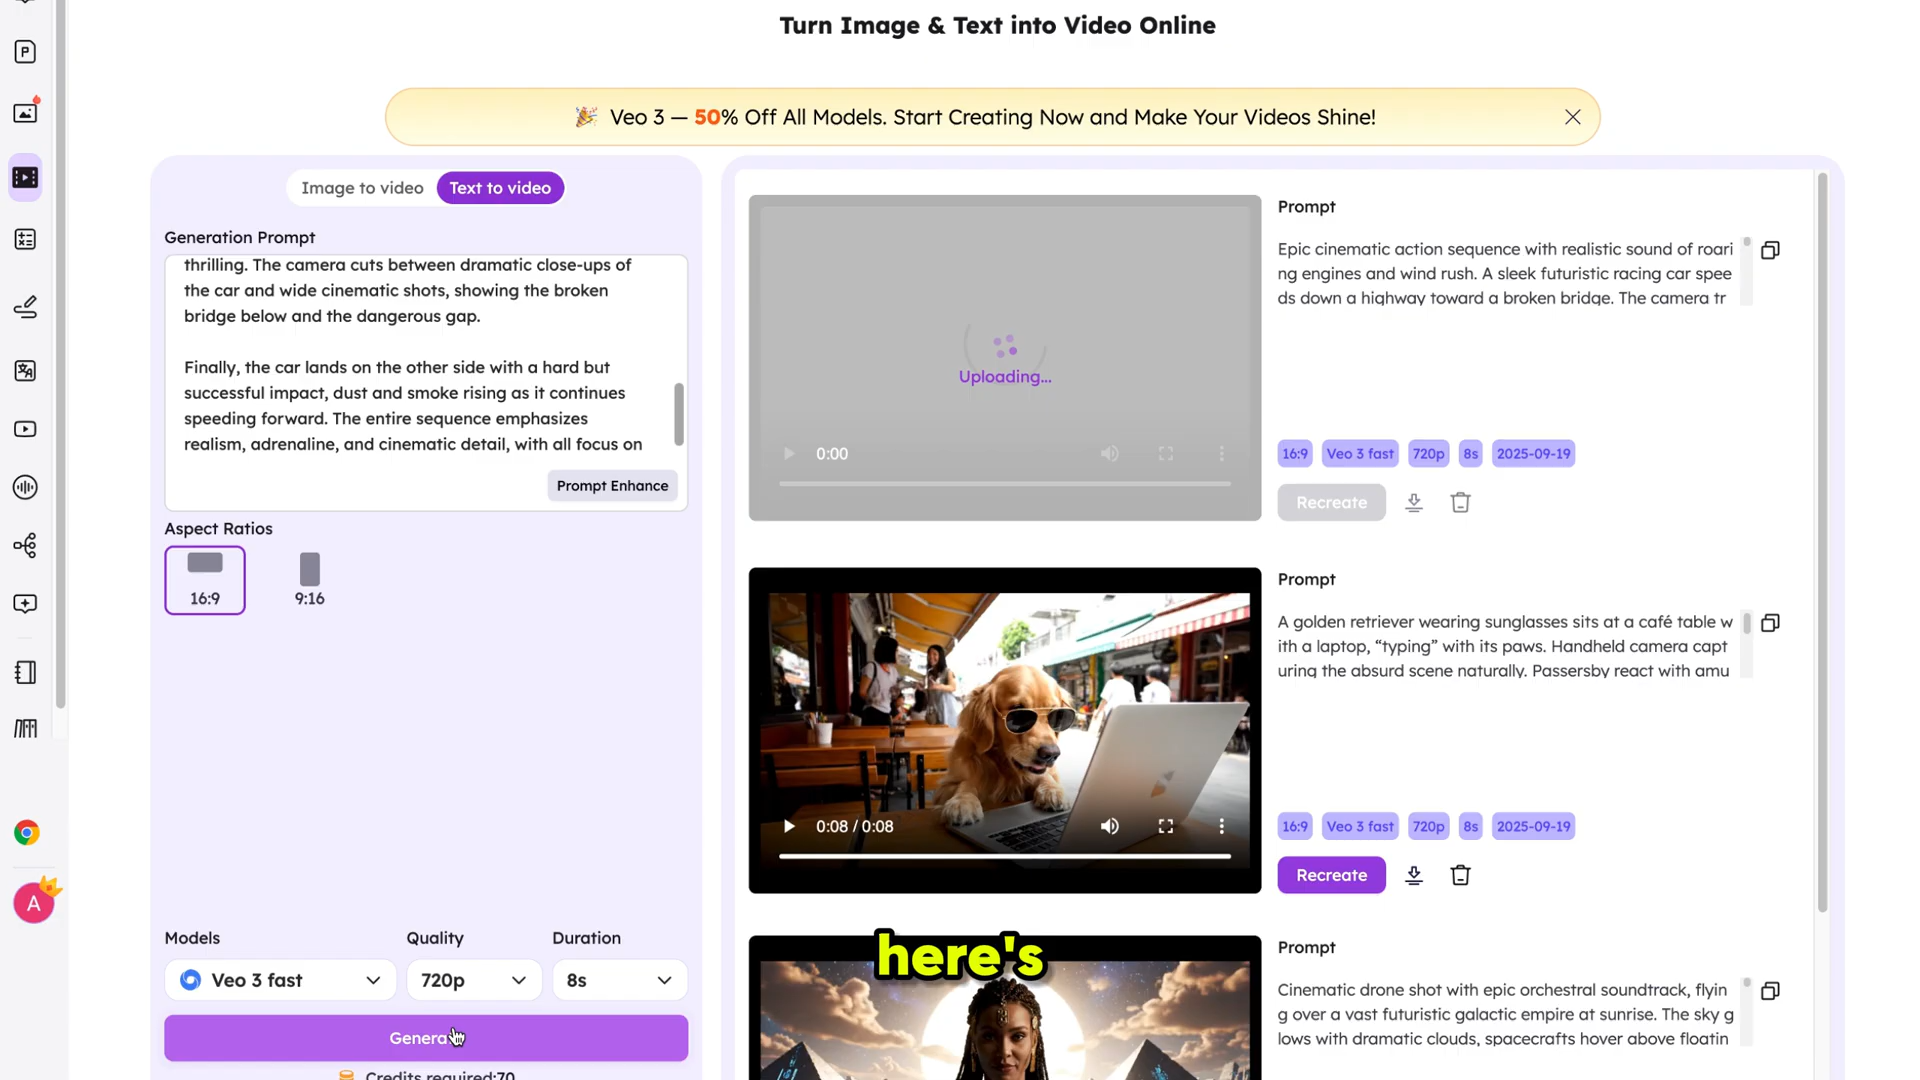 Turn Image & Text into Video Online
🎉 Veo 3 — 50% Off All Models. Start Creating Now and Make Your Videos Shine!
Image to video
Text to video
Generation Prompt
thrilling. The camera cuts between dramatic close-ups of
the car and wide cinematic shots, showing the broken
bridge below and the dangerous gap.
Finally, the car lands on the other side with a hard but
successful impact, dust and smoke rising as it continues
speeding forward. The entire sequence emphasizes
realism, adrenaline, and cinematic detail, with all focus on
Prompt Enhance
Aspect Ratios
16:9
9:16
Models
Quality
Duration
Veo 3 fast
720p
8s
Genera
Credits required:70
P
A
Uploading...
0:00
Prompt
Epic cinematic action sequence with realistic sound of roari
ng engines and wind rush. A sleek futuristic racing car spee
ds down a highway toward a broken bridge. The camera tr
16:9
Veo 3 fast
720p
8s
2025-09-19
Recreate
0:08 / 0:08
Prompt
A golden retriever wearing sunglasses sits at a café table w
ith a laptop, “typing” with its paws. Handheld camera capt
uring the absurd scene naturally. Passersby react with amu
16:9
Veo 3 fast
720p
8s
2025-09-19
Recreate
here's
Prompt
Cinematic drone shot with epic orchestral soundtrack, flyin
g over a vast futuristic galactic empire at sunrise. The sky g
lows with dramatic clouds, spacecrafts hover above floatin